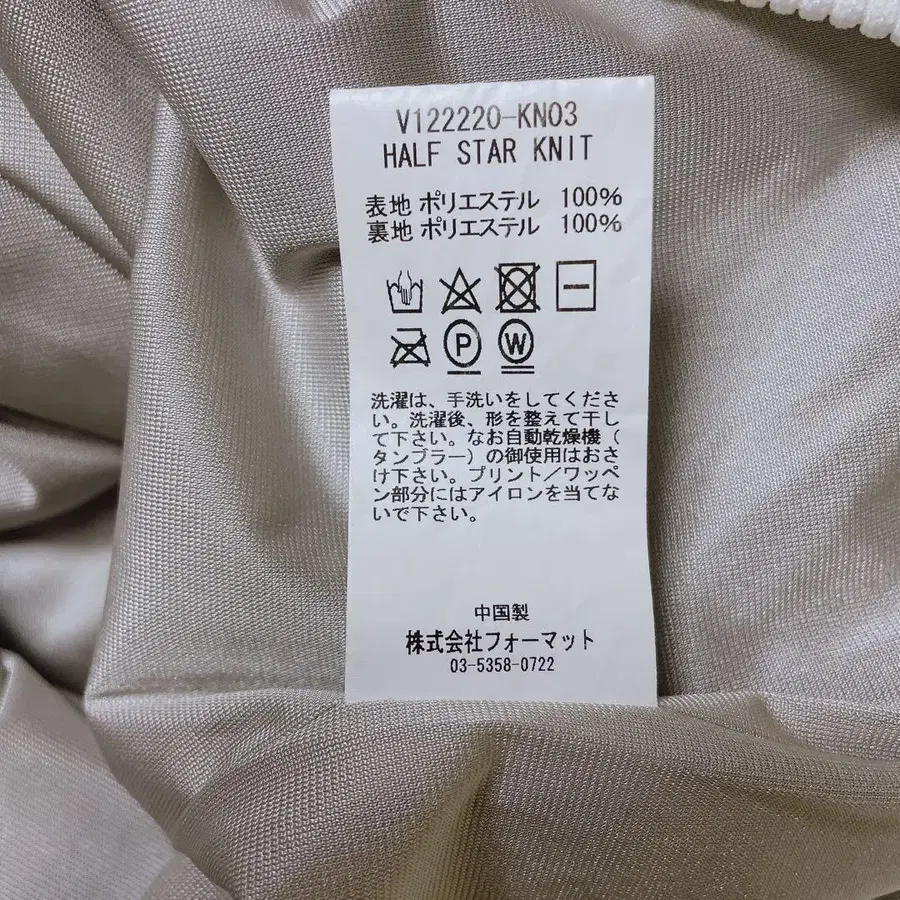 V122220-KN03
HALF STAR KNIT
表地 ポリエステル 100%
裏地 ポリエステル 100%
P W
洗濯は、手洗いをしてくださ
い。洗濯後、形を整えて干し
て下さい。なお自動乾燥機（
タンブラー）の御使用はおさ
け下さい。プリント／ワッペ
ン部分にはアイロンを当てな
いで下さい。
中国製
株式会社フォーマット
03-5358-0722